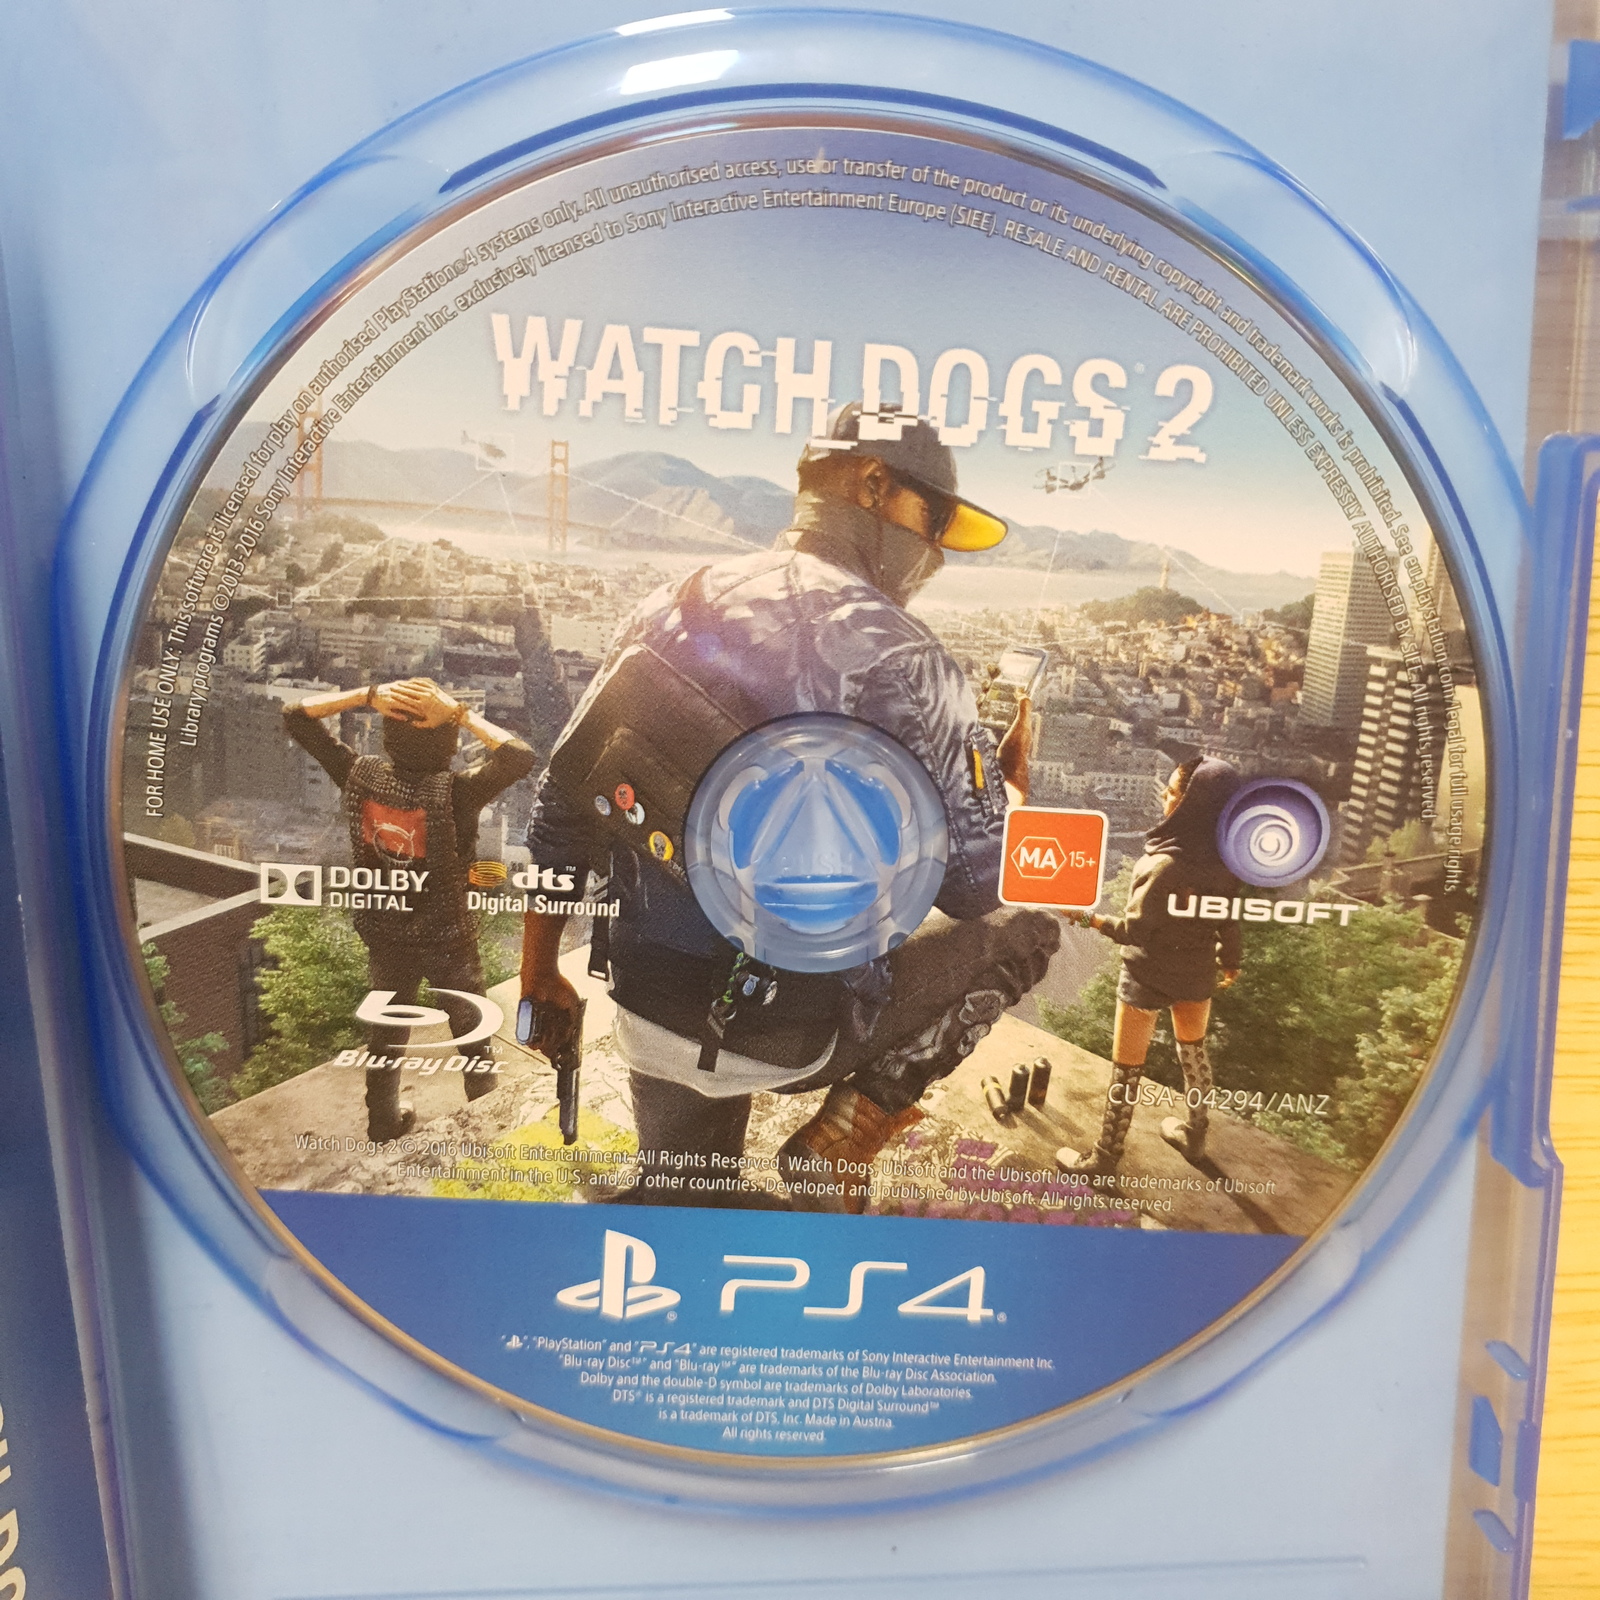 FOR HOME USE ONLY: This software is licensed for play on authorised PlayStation®4 systems only. All unauthorised access, use or transfer of the product or its underlying copyright and trademark works is prohibited. See eu.playstation.com/legal for full usage rights.
Library programs ©2013-2016 Sony Interactive Entertainment Inc. exclusively licensed to Sony Interactive Entertainment Europe (SIEE). RESALE AND RENTAL ARE PROHIBITED UNLESS EXPRESSLY AUTHORISED BY SIEE. All rights reserved.
WATCH DOGS® 2
DOLBY
DIGITAL
dts™
Digital Surround
MA 15+
UBISOFT
Blu-ray Disc™
CUSA-04294/ANZ
Watch Dogs 2 © 2016 Ubisoft Entertainment. All Rights Reserved. Watch Dogs, Ubisoft and the Ubisoft logo are trademarks of Ubisoft
Entertainment in the U.S. and/or other countries. Developed and published by Ubisoft. All rights reserved.
PS4®
", "PlayStation" and "PS4" are registered trademarks of Sony Interactive Entertainment Inc.
"Blu-ray Disc™" and "Blu-ray™" are trademarks of the Blu-ray Disc Association.
Dolby and the double-D symbol are trademarks of Dolby Laboratories.
DTS® is a registered trademark and DTS Digital Surround™
is a trademark of DTS, Inc. Made in Austria.
All rights reserved.